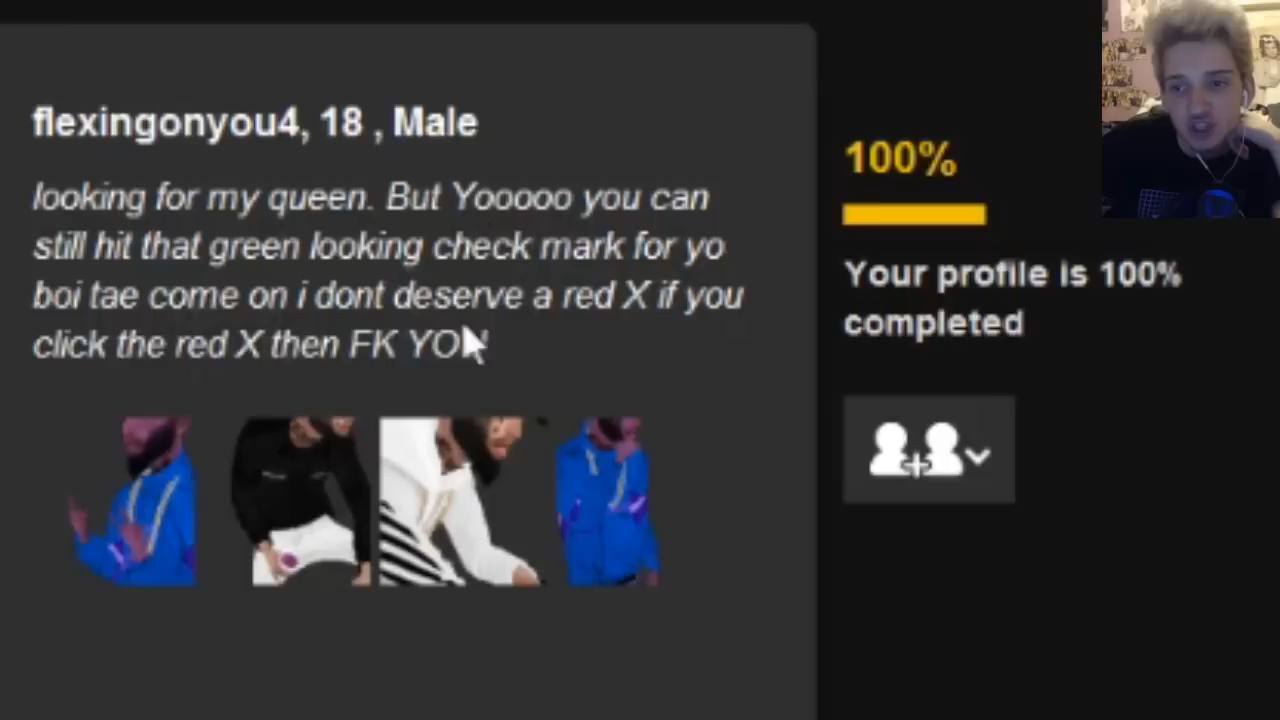 flexingonyou4, 18 , Male
looking for my queen. But Yooooo you can
still hit that green looking check mark for yo
boi tae come on i dont deserve a red X if you
click the red X then FK YOU
100%
Your profile is 100%
completed